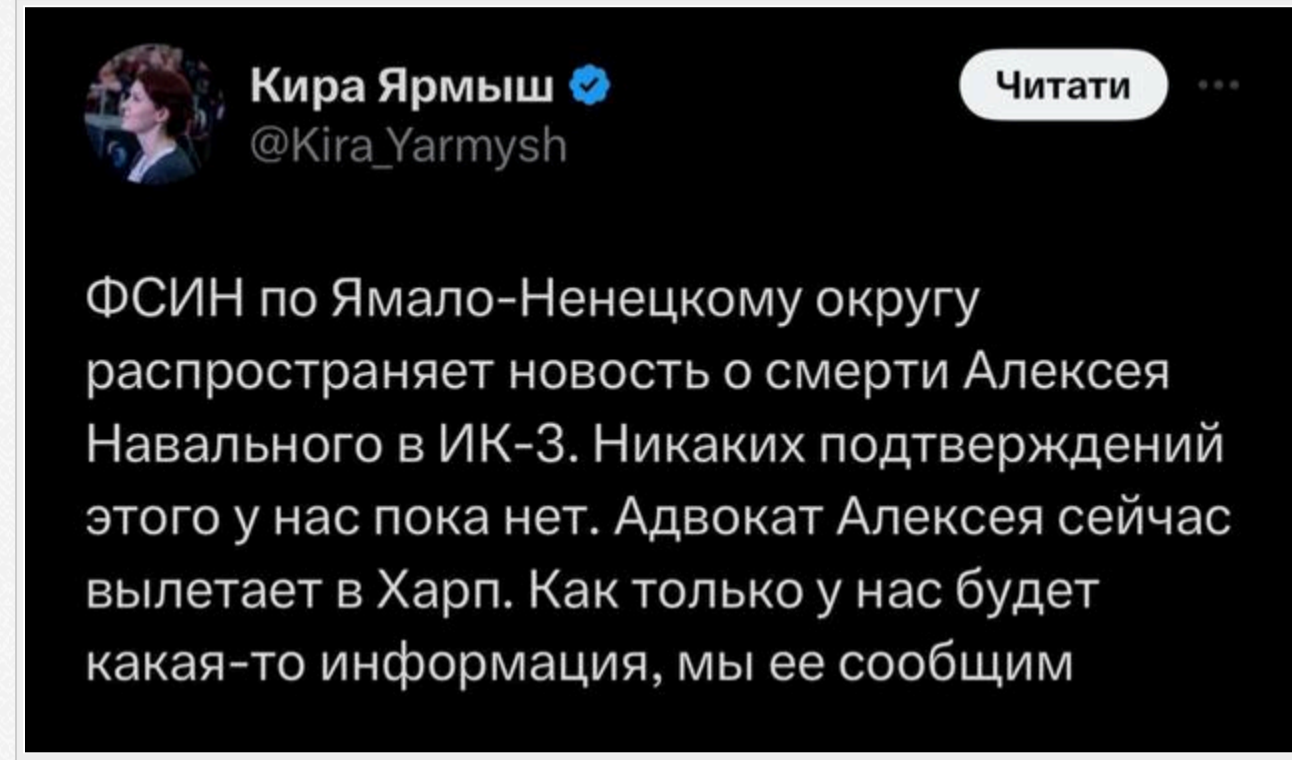 Кира Ярмыш
Читати
@Kira_Yarmysh
ФСИН по Ямало-Ненецкому округу
распространяет новость о смерти Алексея
Навального в ИК-3. Никаких подтверждений
этого у нас пока нет. Адвокат Алексея сейчас
вылетает в Харп. Как только у нас будет
какая-то информация, мы ее сообщим